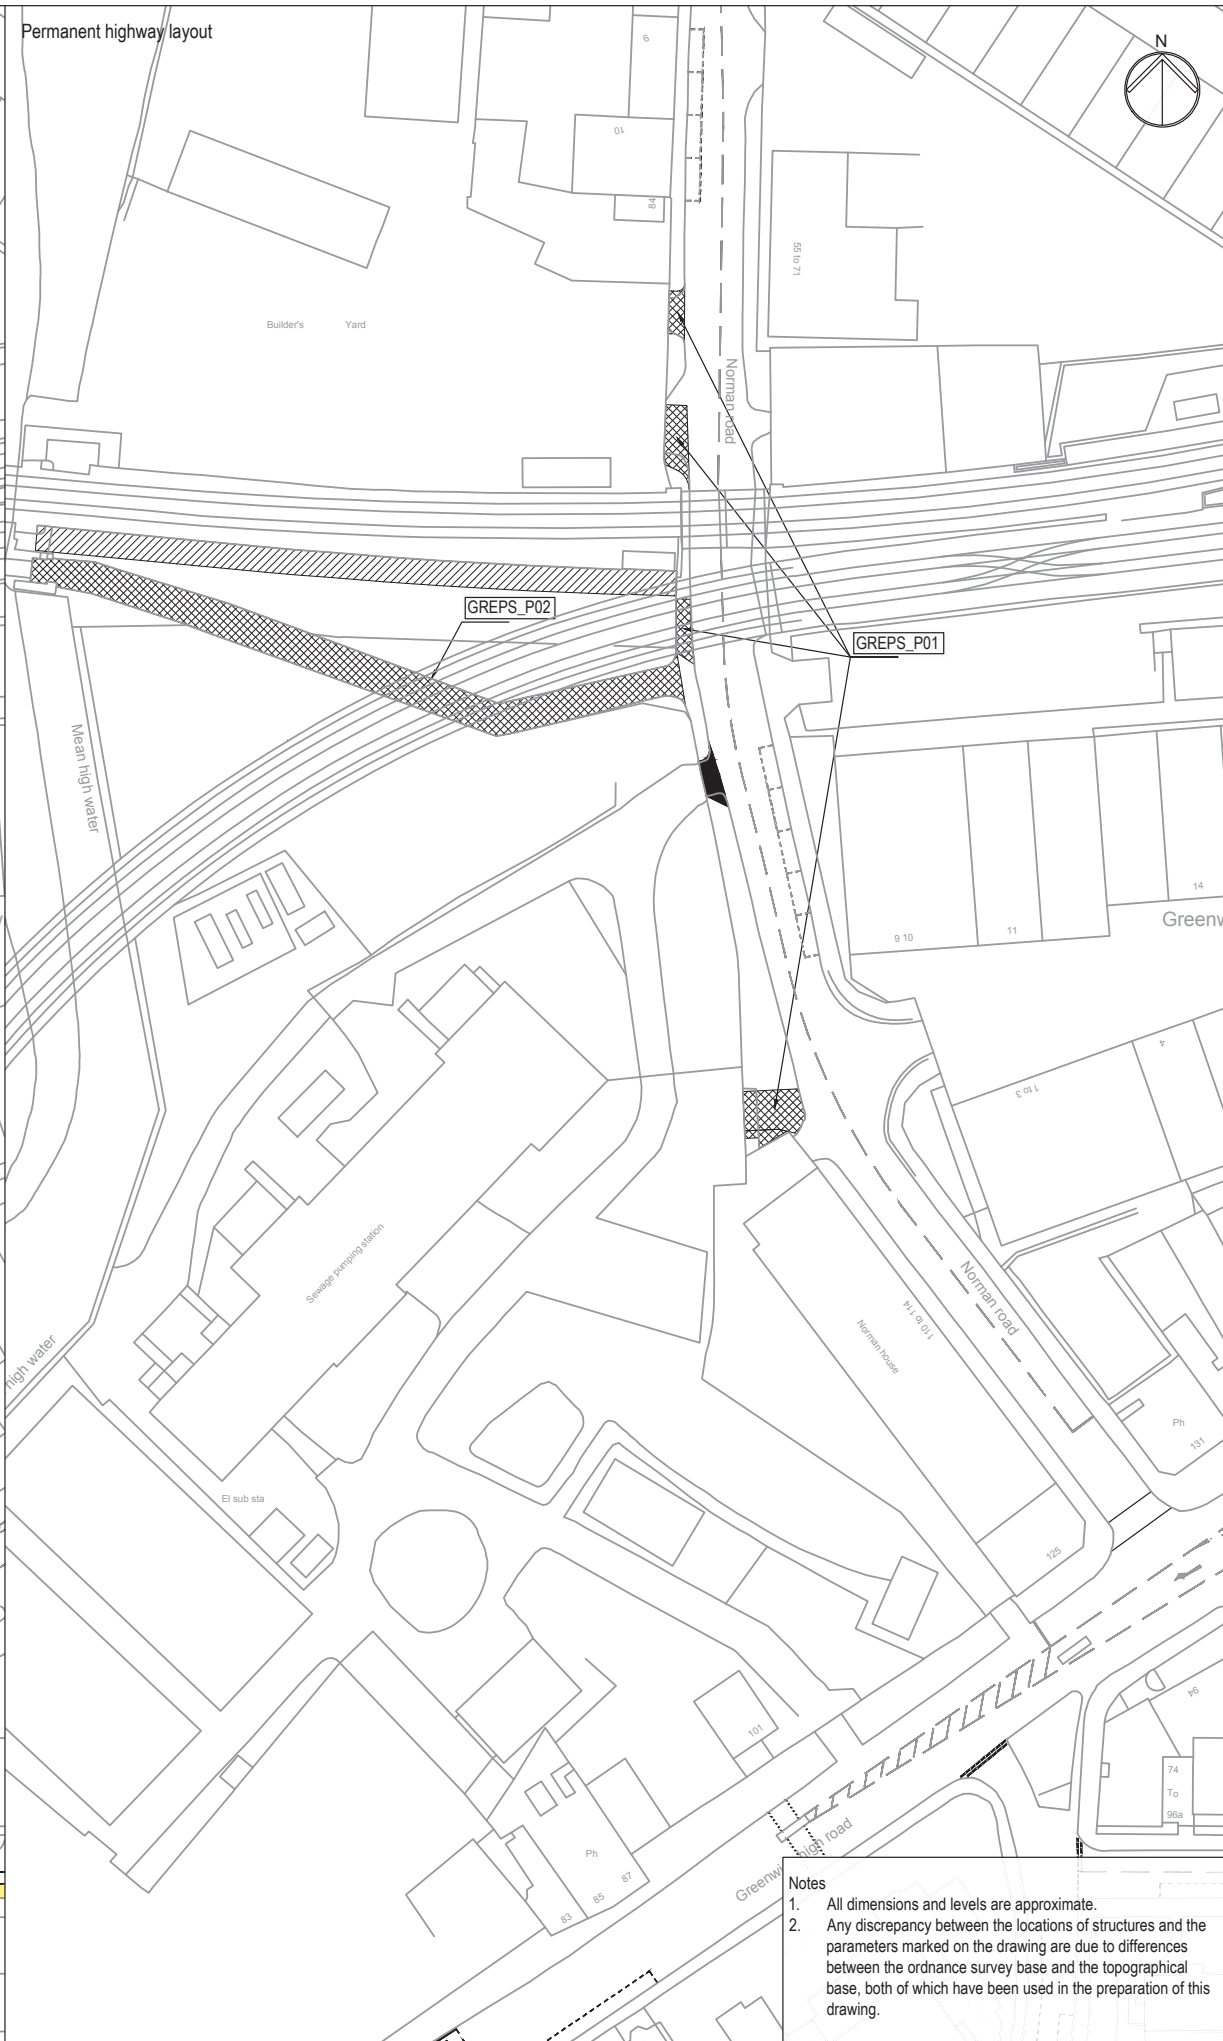 Permanent highway layout
N
6
10
84
55 to 71
Builder's Yard
Norman road
GREPS_P02
GREPS_P01
Mean high water
14
Greenw
9 10
11
4
1 to 3
Sewage pumping station
Norman road
110 to 114
Norman house
high water
Ph
131
El sub sta
125
94
101
74
To
96a
Ph
87
85
83
Greenwich high road
Notes
1. All dimensions and levels are approximate.
2. Any discrepancy between the locations of structures and the
parameters marked on the drawing are due to differences
between the ordnance survey base and the topographical
base, both of which have been used in the preparation of this
drawing.